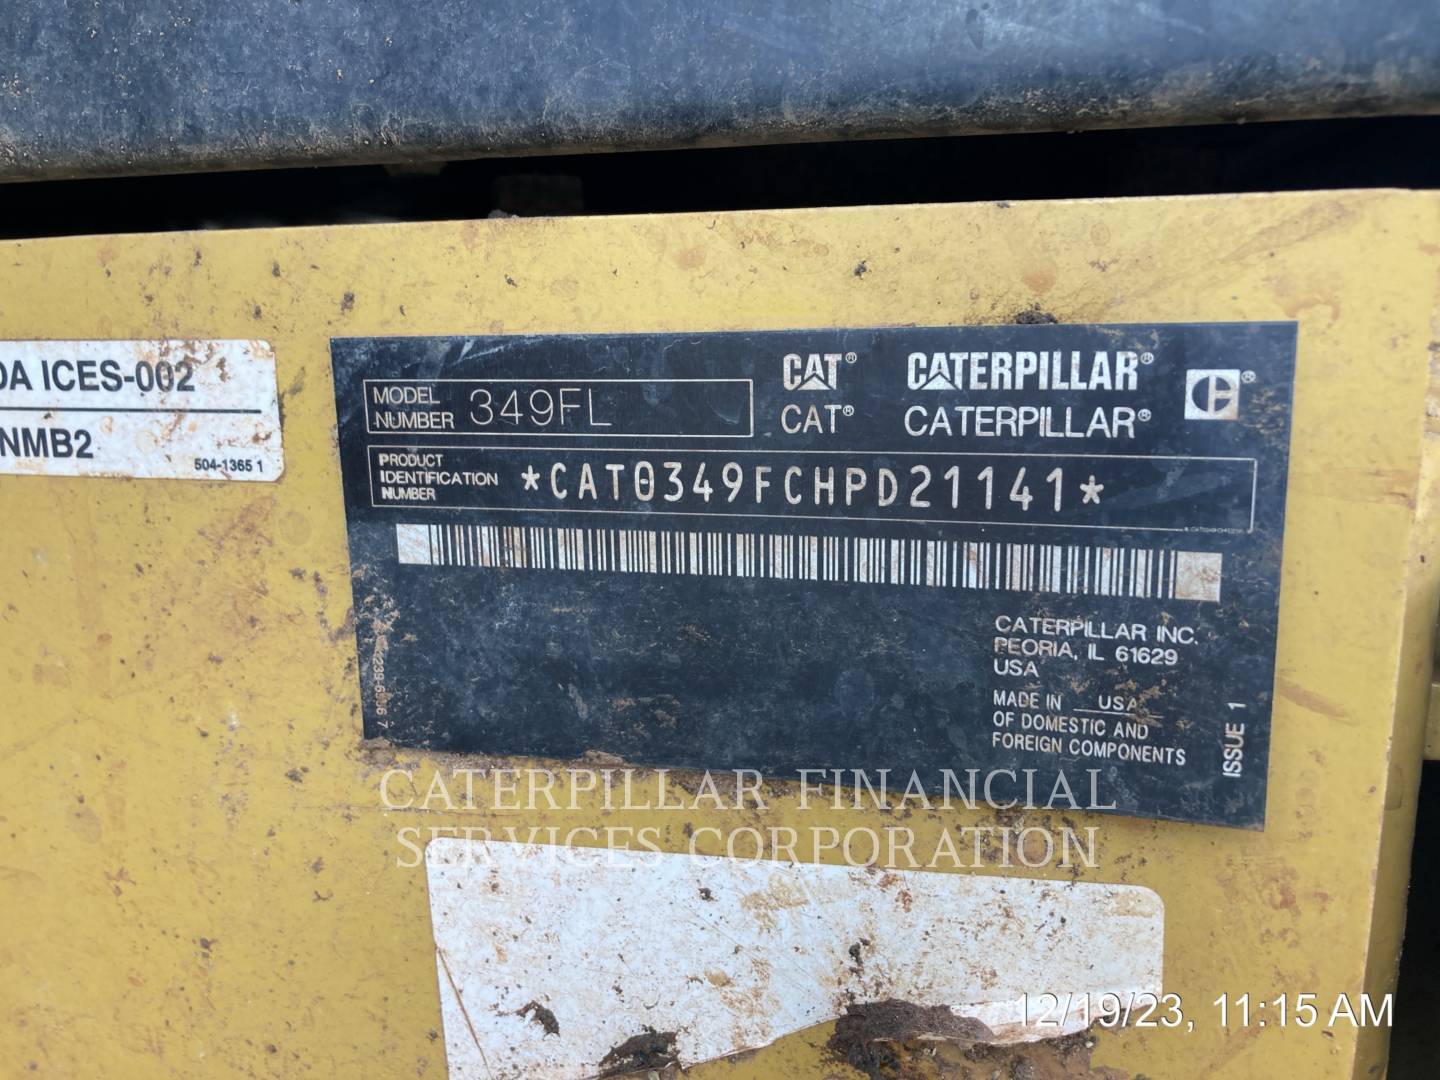 DA ICES-002
NMB2
504-1365 1
MODEL NUMBER 349FL
CAT® CATERPILLAR®
CAT® CATERPILLAR®
PRODUCT IDENTIFICATION NUMBER *CAT0349FCHPD21141*
CATERPILLAR INC.
PEORIA, IL 61629
USA
MADE IN USA
OF DOMESTIC AND
FOREIGN COMPONENTS
ISSUE 1
CATERPILLAR FINANCIAL
SERVICES CORPORATION
12/19/23, 11:15 AM